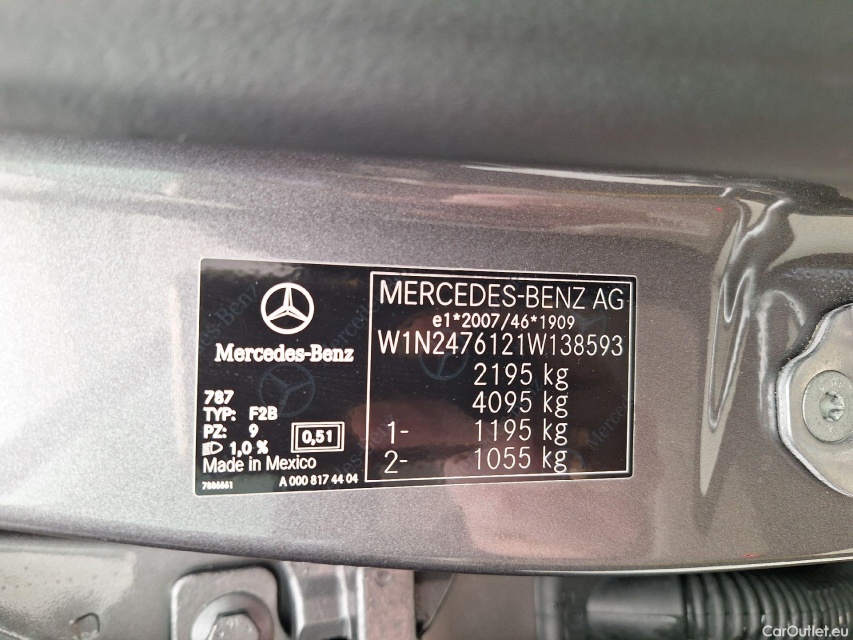 Mercedes-Benz
787
TYP: F2B
PZ: 9
1,0 %
0,51
Made in Mexico
A 000 817 44 04
MERCEDES-BENZ AG
e1*2007/46*1909
W1N2476121W138593
2195 kg
4095 kg
1- 1195 kg
2- 1055 kg
Mercedes-Benz
CarOutlet.eu